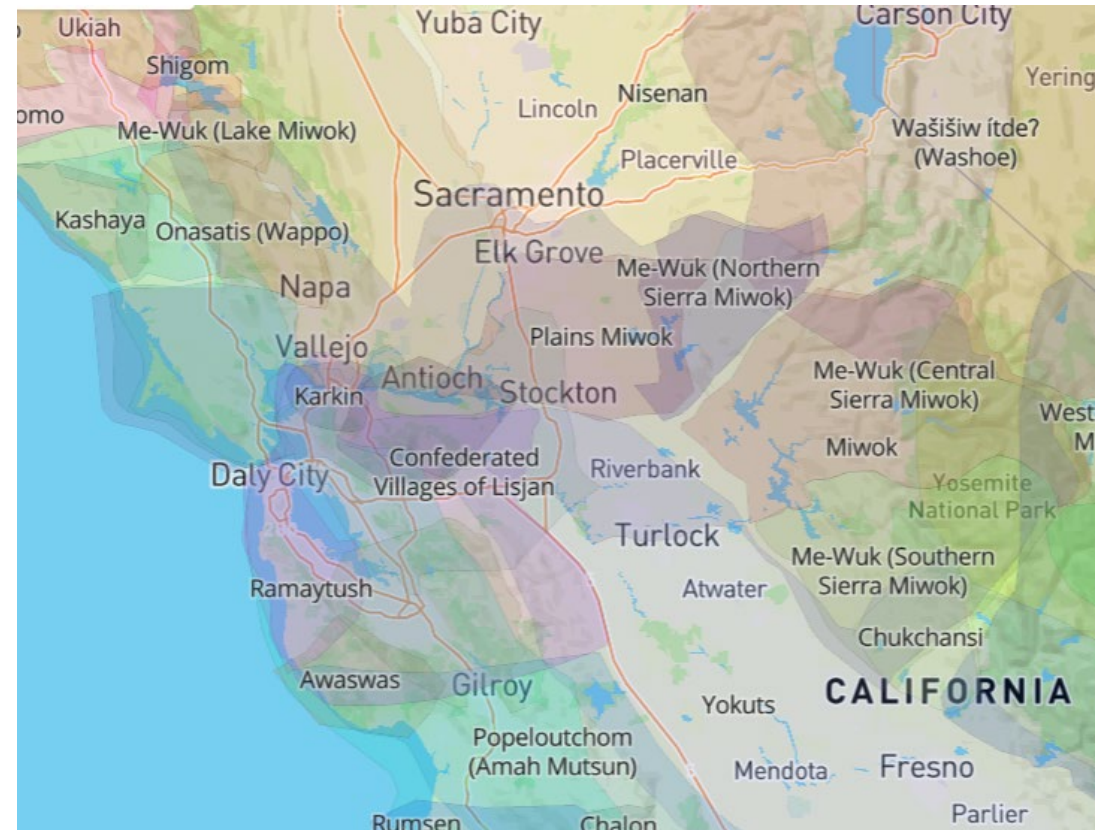 Ukiah
Yuba City
Carson City
Shigom
Nisenan
Yering
Lincoln
omo
Me-Wuk (Lake Miwok)
Wašišiw ítde?
(Washoe)
Placerville
Sacramento
Kashaya
Onasatis (Wappo)
Elk Grove
Me-Wuk (Northern
Sierra Miwok)
Napa
Plains Miwok
Vallejo
Antioch
Karkin
Stockton
Me-Wuk (Central
Sierra Miwok)
West
M
Miwok
Confederated
Villages of Lisjan
Daly City
Riverbank
Yosemite
National Park
Turlock
Me-Wuk (Southern
Sierra Miwok)
Ramaytush
Atwater
Chukchansi
Awaswas
Gilroy
CALIFORNIA
Yokuts
Popeloutchom
(Amah Mutsun)
Mendota
Fresno
Parlier
Rumsen
Chalon